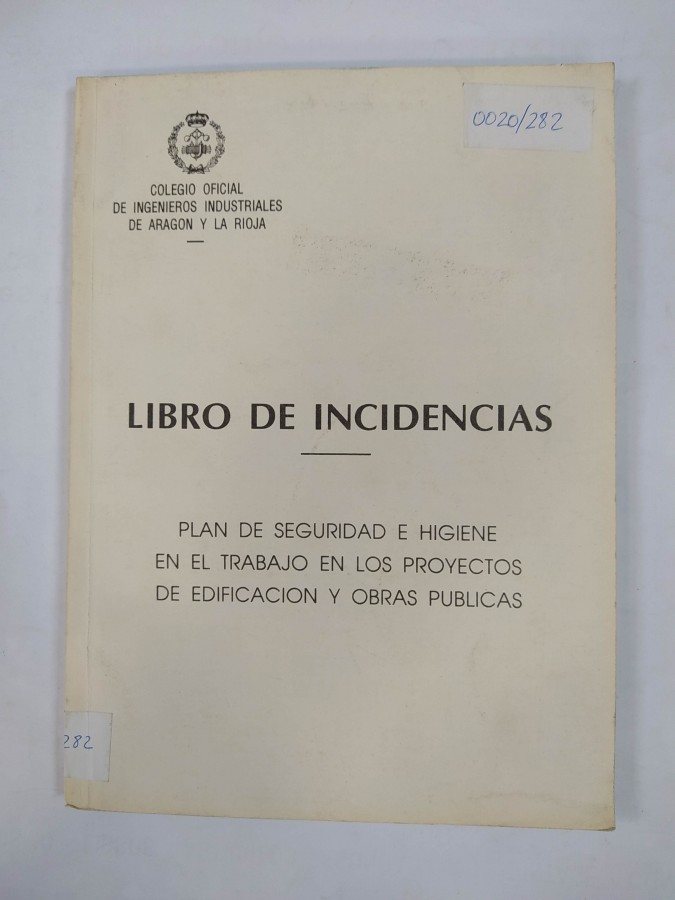 0020/282
COLEGIO OFICIAL
DE INGENIEROS INDUSTRIALES
DE ARAGON Y LA RIOJA
LIBRO DE INCIDENCIAS
PLAN DE SEGURIDAD E HIGIENE
EN EL TRABAJO EN LOS PROYECTOS
DE EDIFICACION Y OBRAS PUBLICAS
282